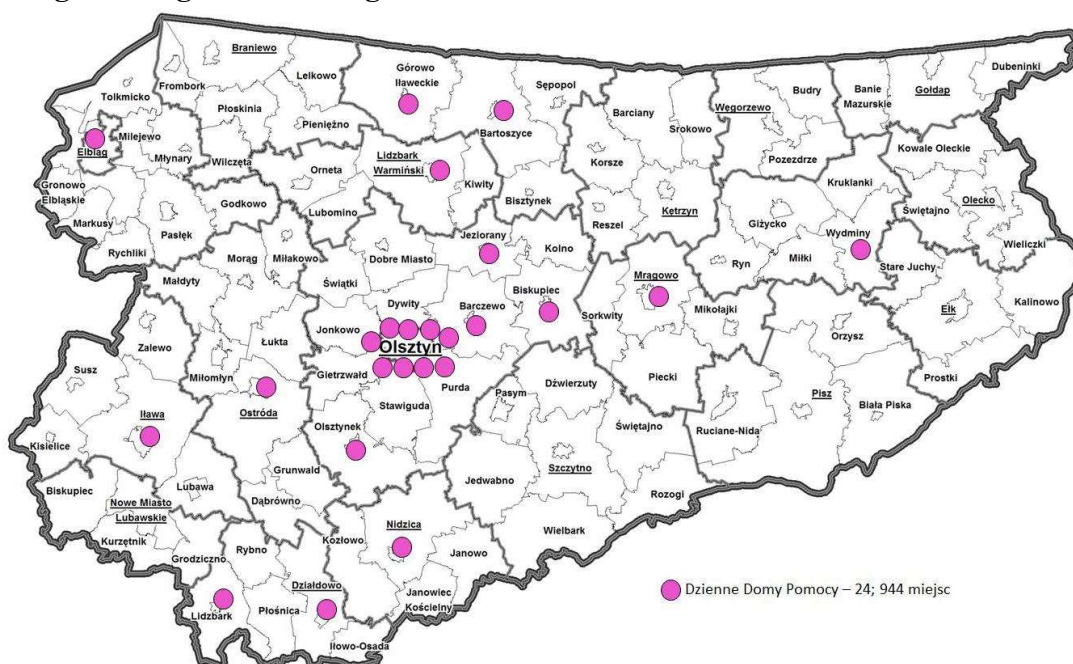 Braniewo
Frombork
Lelkowo
Górowo
Iławeckie
Sępopol
Dubeninki
Tolkmicko
Płoskinia
Pieniężno
Bartoszyce
Barciany
Srokowo
Węgorzewo
Budry
Banie
Mazurskie
Gołdap
Elbląg
Milejewo
Młynary
Wilczęta
Orneta
Lidzbark
Warmiński
Kiwity
Korsze
Pozezdrze
Kowale Oleckie
Gronowo
Elbląskie
Markusy
Godkowo
Lubomino
Bisztynek
Reszel
Kętrzyn
Kruklanki
Giżycko
Wydminy
Świętajno
Olecko
Rychliki
Pasłęk
Jeziorany
Kolno
Wieliczki
Małdyty
Morąg
Miłakowo
Świątki
Dobre Miasto
Mrągowo
Ryn
Miłki
Stare Juchy
Dywity
Barczewo
Biskupiec
Sorkwity
Mikołajki
Ełk
Kalinowo
Zalewo
Łukta
Jonkowo
Olsztyn
Orzysz
Susz
Miłomłyn
Gietrzwałd
Purda
Dźwierzuty
Piecki
Prostki
Ostróda
Stawiguda
Pasym
Pisz
Biała Piska
Iława
Olsztynek
Świętajno
Ruciane-Nida
Kisielice
Grunwald
Szczytno
Biskupiec
Lubawa
Dąbrówno
Jedwabno
Rozogi
Nowe Miasto
Lubawskie
Kurzętnik
Nidzica
Wielbark
Grodziczno
Rybno
Kozłowo
Janowo
Działdowo
Janowiec
Kościelny
Lidzbark
Płośnica
Iłowo-Osada
Dzienne Domy Pomocy – 24; 944 miejsc